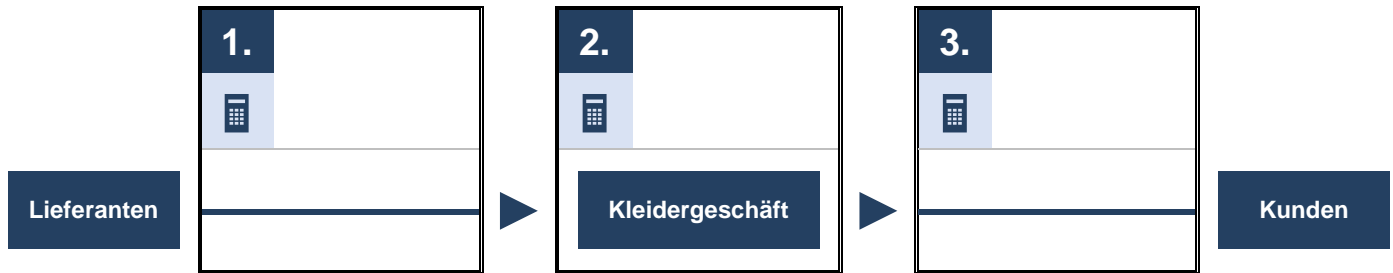 1.
2.
3.
Lieferanten
Kleidergeschäft
Kunden